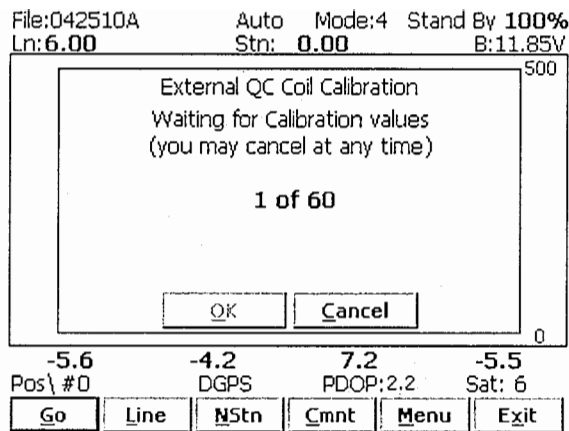 File:042510A Auto Mode:4 Stand By 100%
Ln:6.00 Stn: 0.00 B:11.85V
500
External QC Coil Calibration
Waiting for Calibration values
(you may cancel at any time)
1 of 60
OK Cancel
0
-5.6 -4.2 7.2 -5.5
Pos\ #0 DGPS PDOP:2.2 Sat: 6
Go Line NStn Cmnt Menu Exit